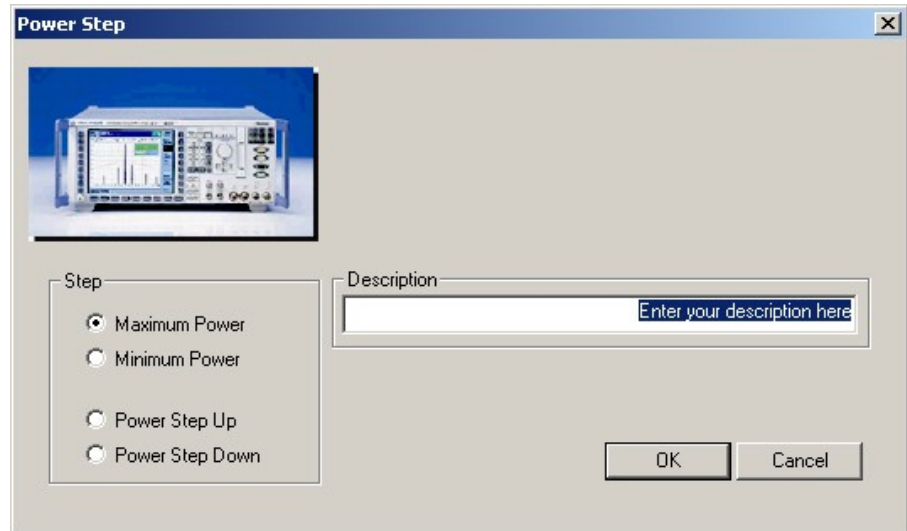 Power Step
Step
Maximum Power
Minimum Power
Power Step Up
Power Step Down
Description
Enter your description here
OK
Cancel